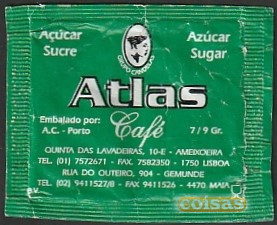 Açúcar Azúcar
Sucre Sugar
Atlas
Embalado por: Café 7 / 9 Gr.
A.C. - Porto
QUINTA DAS LAVADEIRAS, 10-E - AMEIXOEIRA
TEL. (01) 7572671 - FAX. 7582350 - 1750 LISBOA
RUA DO OUTEIRO, 904 - GEMUNDE
TEL. (02) 9411527/8 - FAX 9411526 - 4470 MAIA
coisas